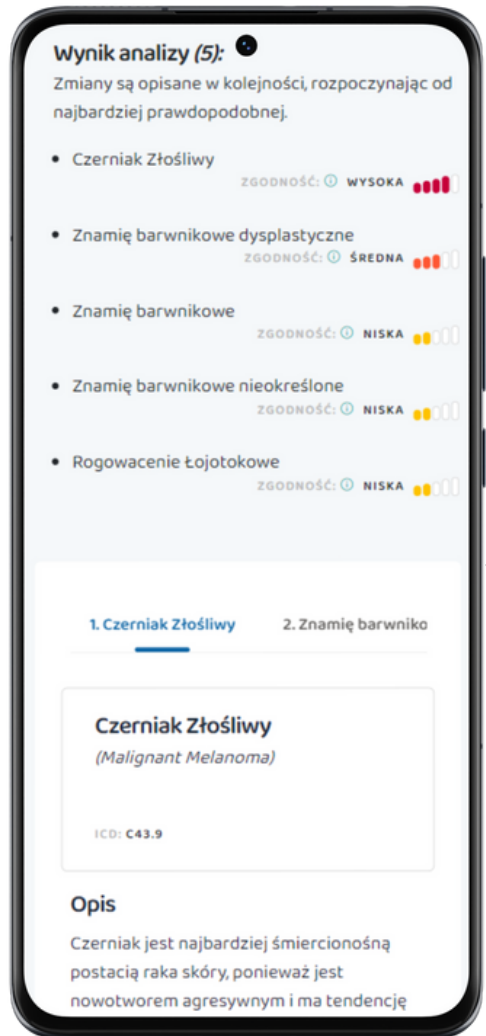 Wynik analizy (5):
Zmiany są opisane w kolejności, rozpoczynając od
najbardziej prawdopodobnej.
• Czerniak Złośliwy
ZGODNOŚĆ: WYSOKA
• Znamię barwnikowe dysplastyczne
ZGODNOŚĆ: ŚREDNA
• Znamię barwnikowe
ZGODNOŚĆ: NISKA
• Znamię barwnikowe nieokreślone
ZGODNOŚĆ: NISKA
• Rogowacenie Łojotokowe
ZGODNOŚĆ: NISKA
1. Czerniak Złośliwy 2. Znamię barwniko
Czerniak Złośliwy
(Malignant Melanoma)
ICD: C43.9
Opis
Czerniak jest najbardziej śmiercionośną
postacią raka skóry, ponieważ jest
nowotworem agresywnym i ma tendencję